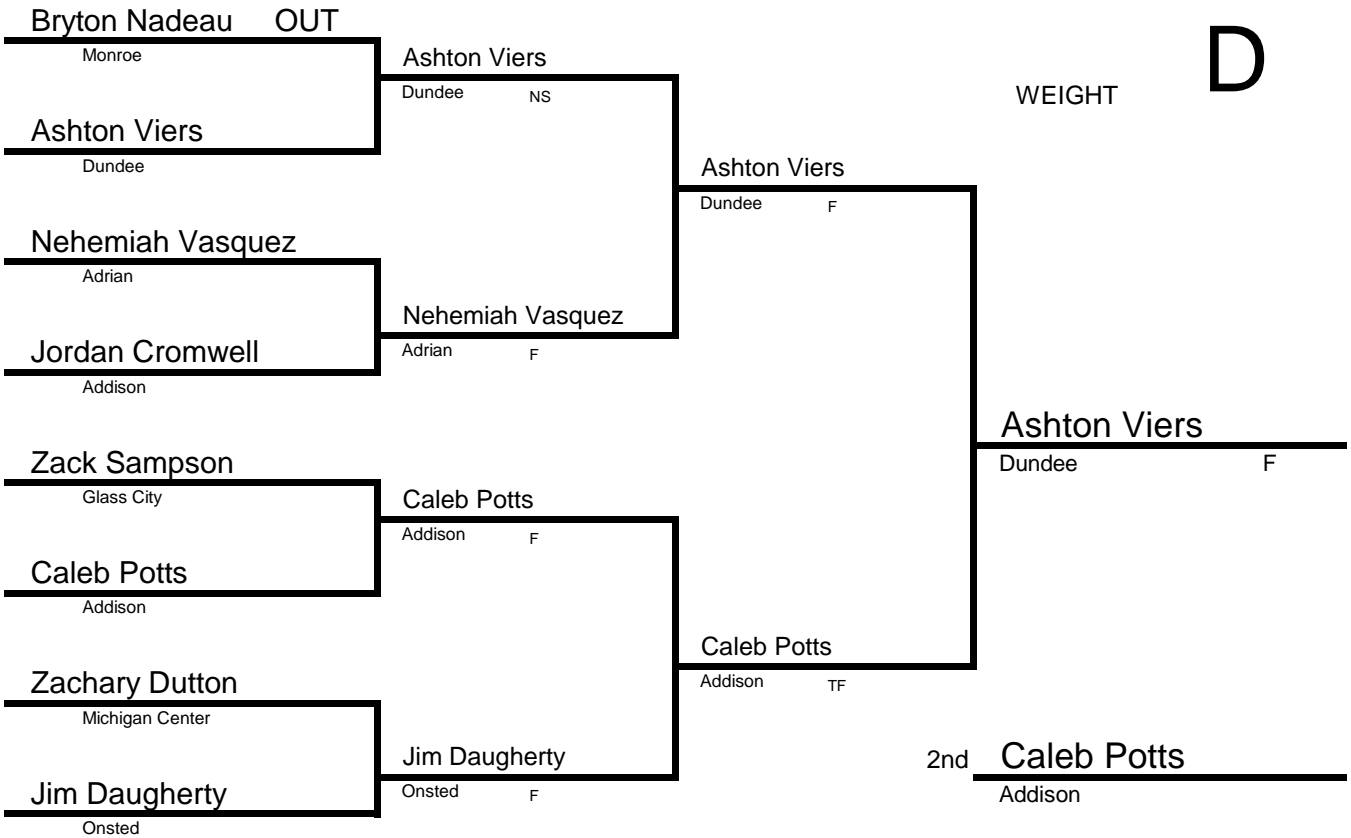 Bryton Nadeau OUT
Monroe
Ashton Viers
Dundee NS
D
WEIGHT
Ashton Viers
Dundee
Ashton Viers
Dundee F
Nehemiah Vasquez
Adrian
Nehemiah Vasquez
Adrian F
Jordan Cromwell
Addison
Ashton Viers
Dundee F
Zack Sampson
Glass City
Caleb Potts
Addison F
Caleb Potts
Addison
Caleb Potts
Addison TF
Zachary Dutton
Michigan Center
Jim Daugherty
Onsted F
2nd Caleb Potts
Addison
Jim Daugherty
Onsted